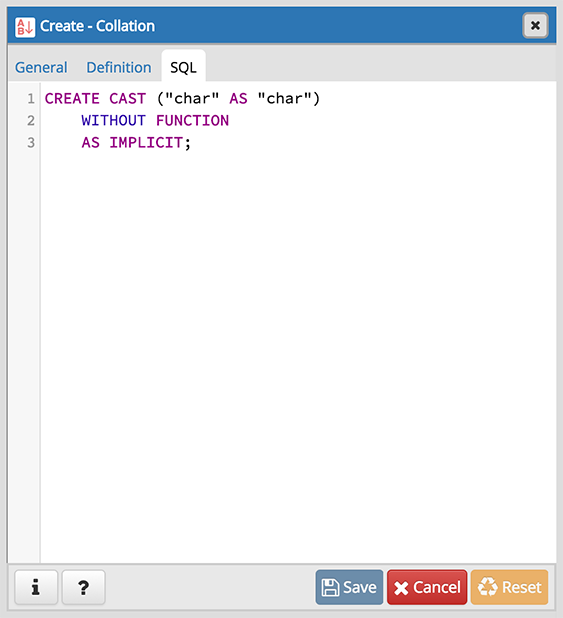 Create - Collation
General Definition SQL
1 CREATE CAST ("char" AS "char")
2     WITHOUT FUNCTION
3     AS IMPLICIT;
i ? Save Cancel Reset